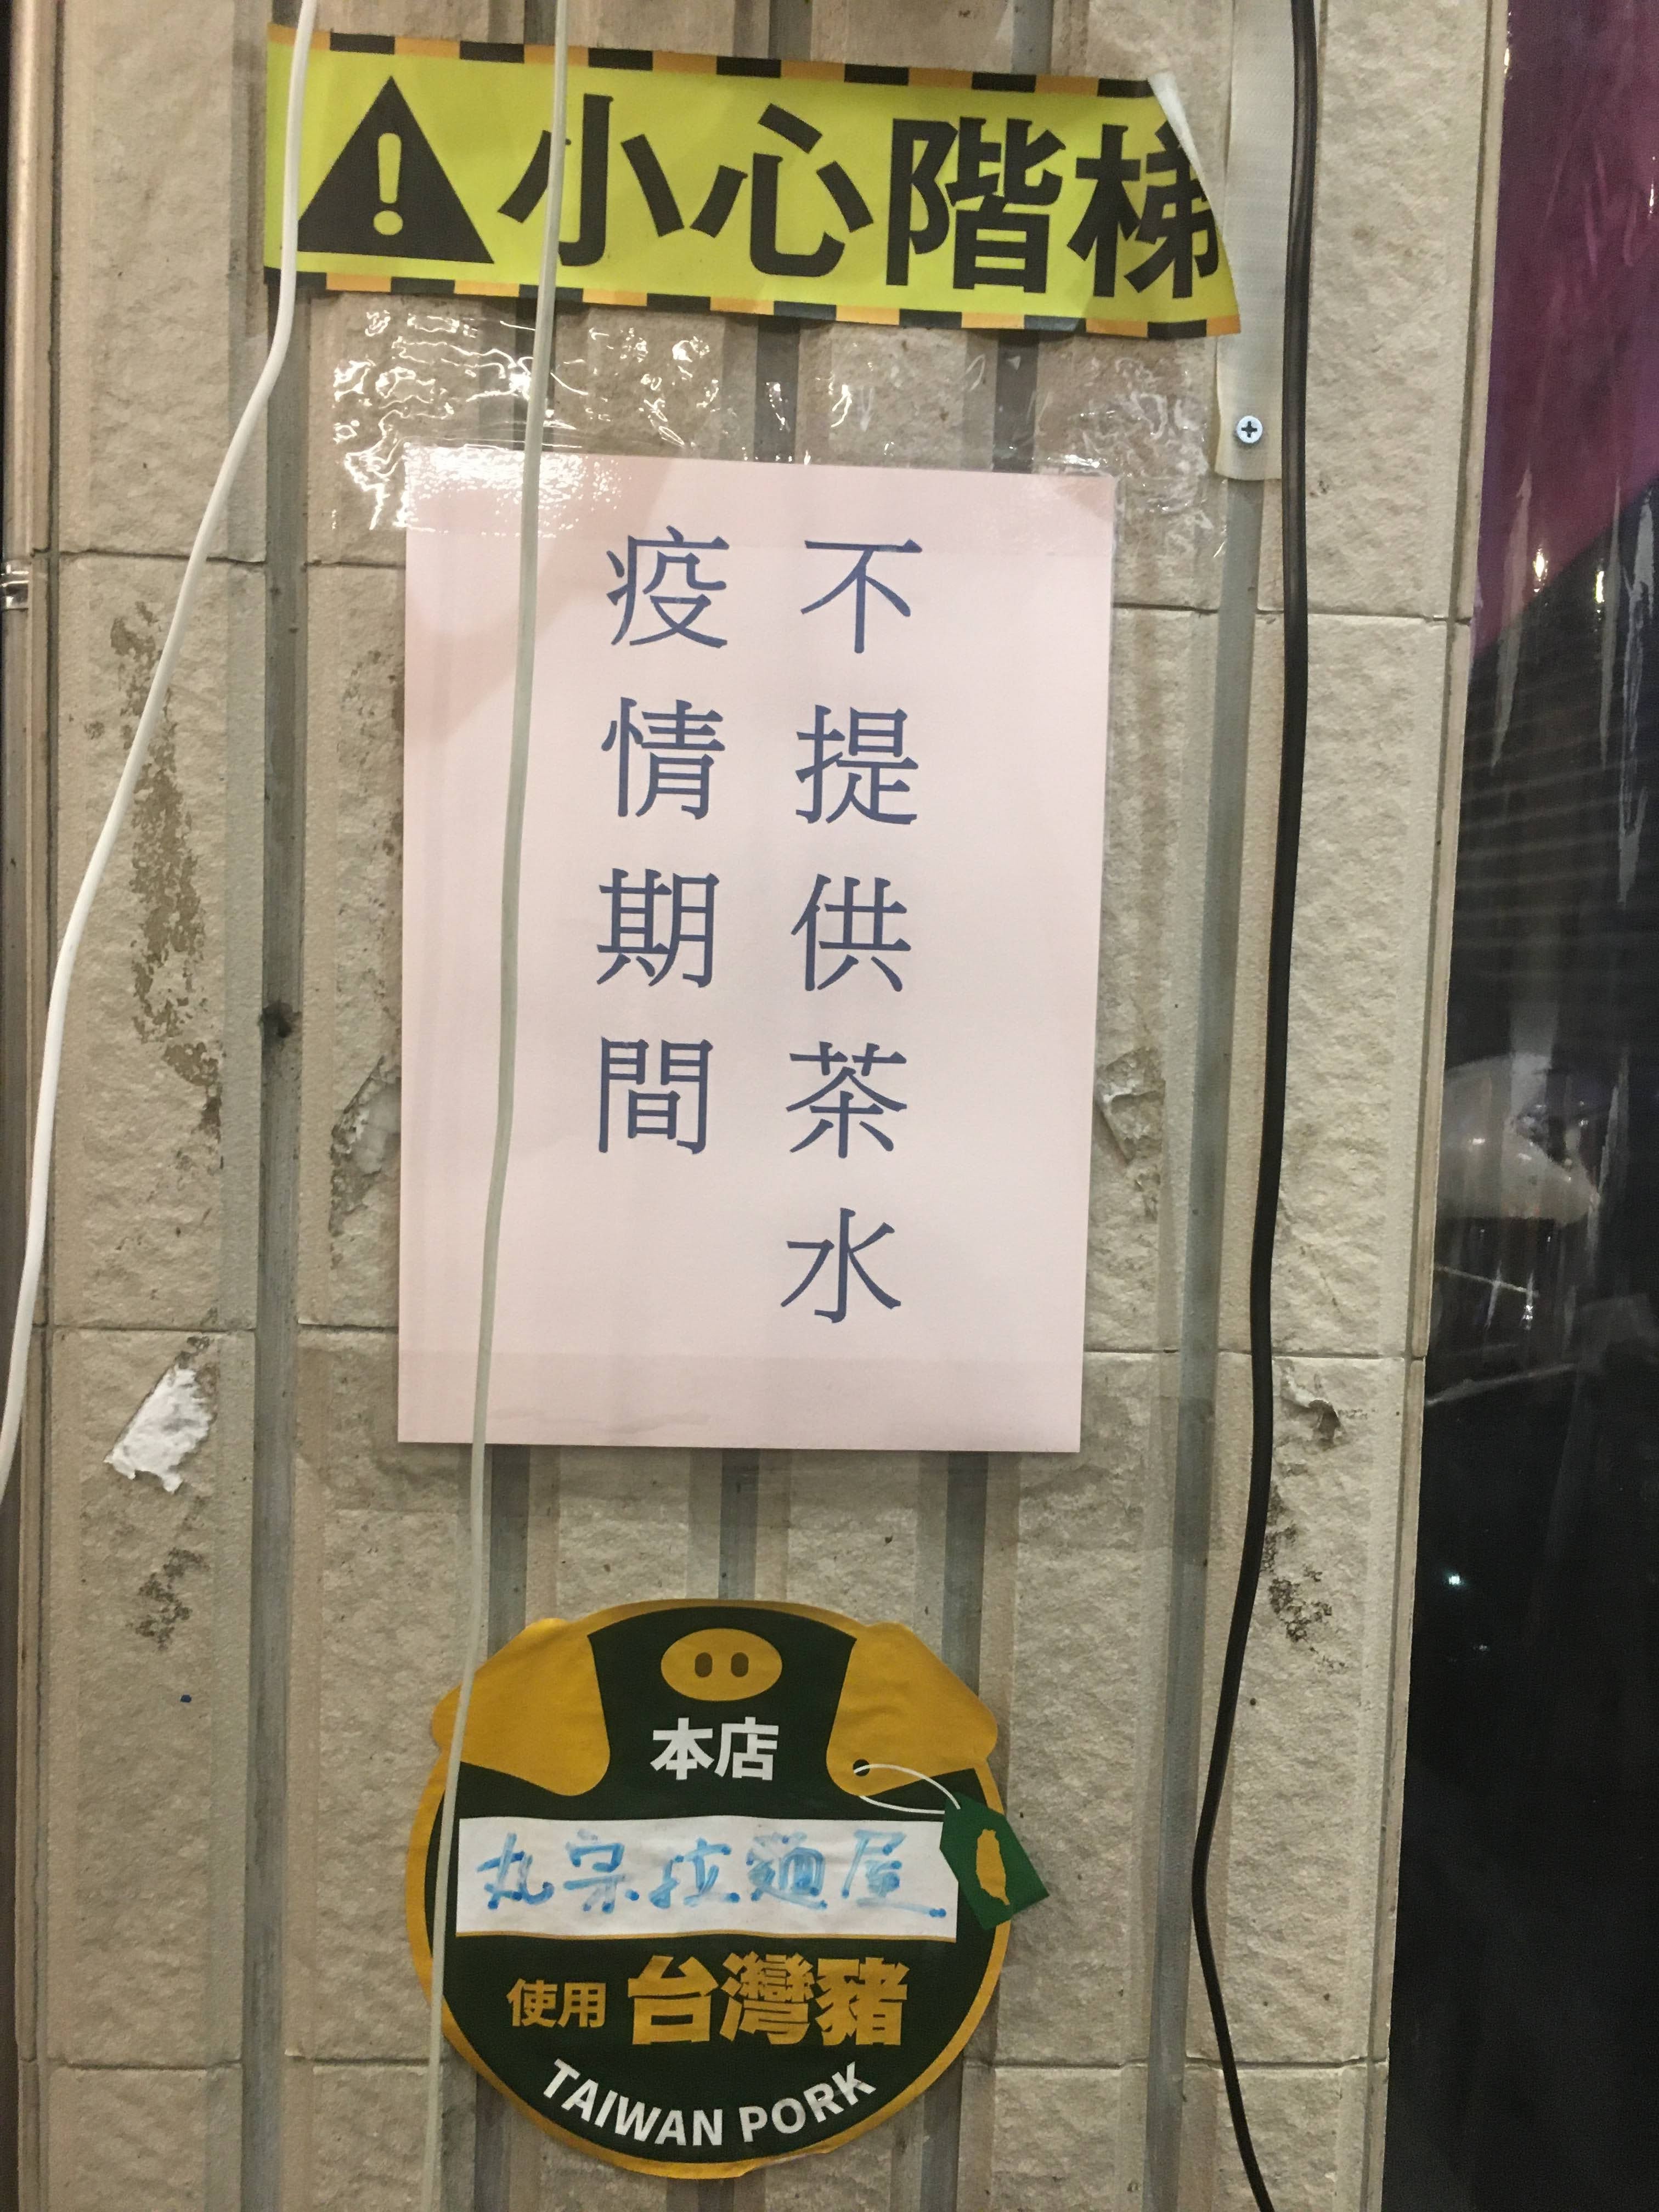 小心階梯
不提供茶水
疫情期間
本店
丸宗拉麵屋
使用 台灣豬
TAIWAN PORK